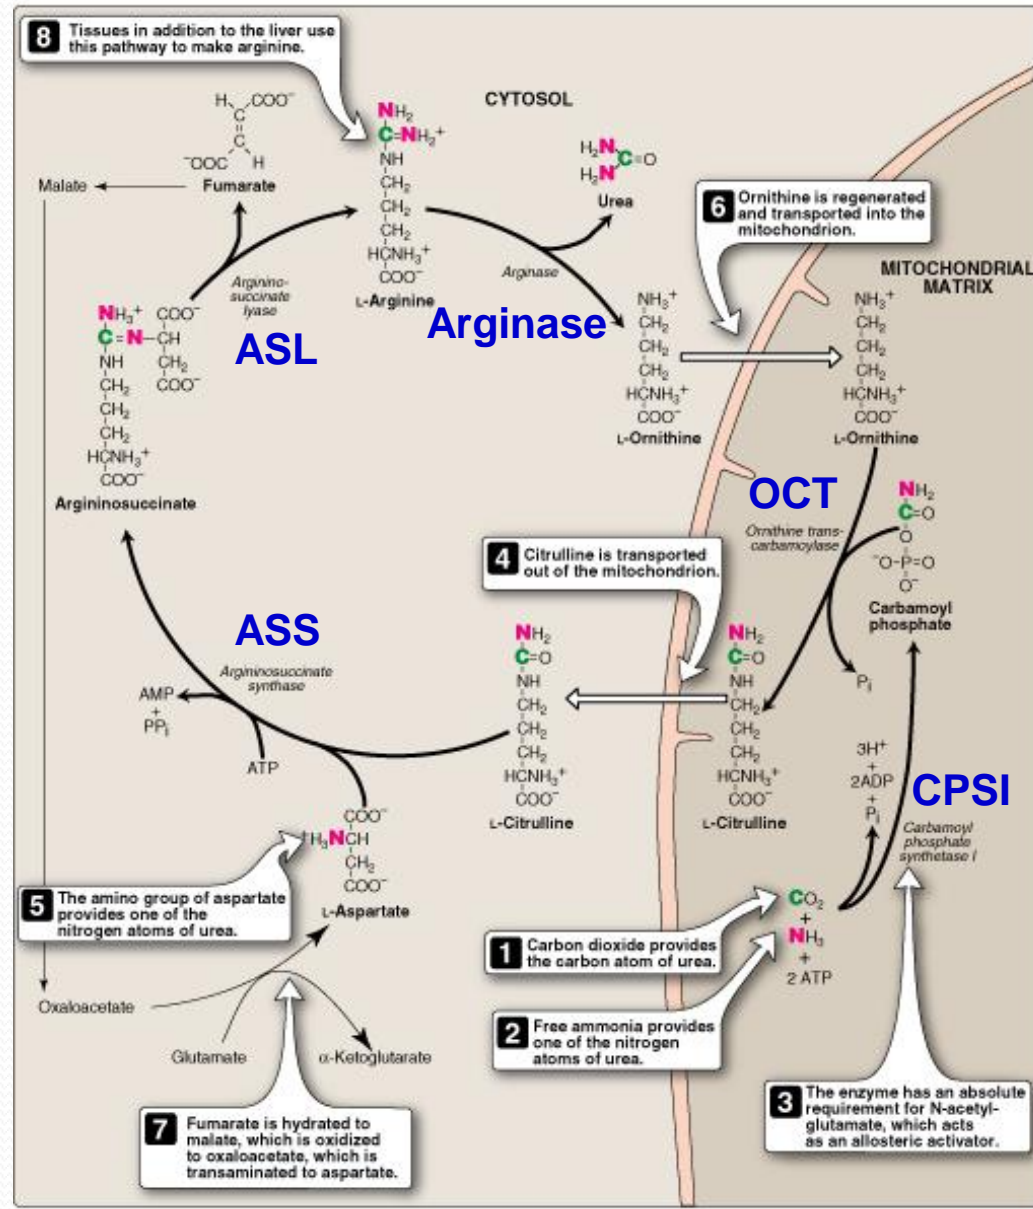 8 Tissues in addition to the liver use
this pathway to make arginine.
CYTOSOL
H COO⁻
C
C
⁻OOC H
Fumarate
Malate
NH₂
C=NH₂⁺
NH
CH₂
CH₂
CH₂
HCNH₃⁺
COO⁻
L-Arginine
H₂N
C=O
H₂N
Urea
6 Ornithine is regenerated
and transported into the
mitochondrion.
MITOCHONDRIAL
MATRIX
Arginino-
succinate
lyase
ASL
Arginase
Arginase
NH₃⁺ COO⁻
C=N—CH
NH CH₂
CH₂ COO⁻
CH₂
CH₂
HCNH₃⁺
COO⁻
Argininosuccinate
NH₃⁺
CH₂
CH₂
CH₂
HCNH₃⁺
COO⁻
L-Ornithine
NH₃⁺
CH₂
CH₂
CH₂
HCNH₃⁺
COO⁻
L-Ornithine
OCT
Ornithine trans-
carbamoylase
NH₂
C=O
O
⁻O-P=O
O⁻
Carbamoyl
phosphate
Pi
4 Citrulline is transported
out of the mitochondrion.
ASS
Argininosuccinate
synthase
AMP
+
PPi
ATP
NH₂
C=O
NH
CH₂
CH₂
CH₂
HCNH₃⁺
COO⁻
L-Citrulline
NH₂
C=O
NH
CH₂
CH₂
CH₂
HCNH₃⁺
COO⁻
L-Citrulline
3H⁺
+
2ADP
+
Pi
CPSI
Carbamoyl
phosphate
synthetase I
COO⁻
H₃NCH
CH₂
COO⁻
L-Aspartate
5 The amino group of aspartate
provides one of the
nitrogen atoms of urea.
1 Carbon dioxide provides
the carbon atom of urea.
CO₂
+
NH₃
+
2 ATP
2 Free ammonia provides
one of the nitrogen
atoms of urea.
Oxaloacetate
Glutamate α-Ketoglutarate
7 Fumarate is hydrated to
malate, which is oxidized
to oxaloacetate, which is
transaminated to aspartate.
3 The enzyme has an absolute
requirement for N-acetyl-
glutamate, which acts
as an allosteric activator.